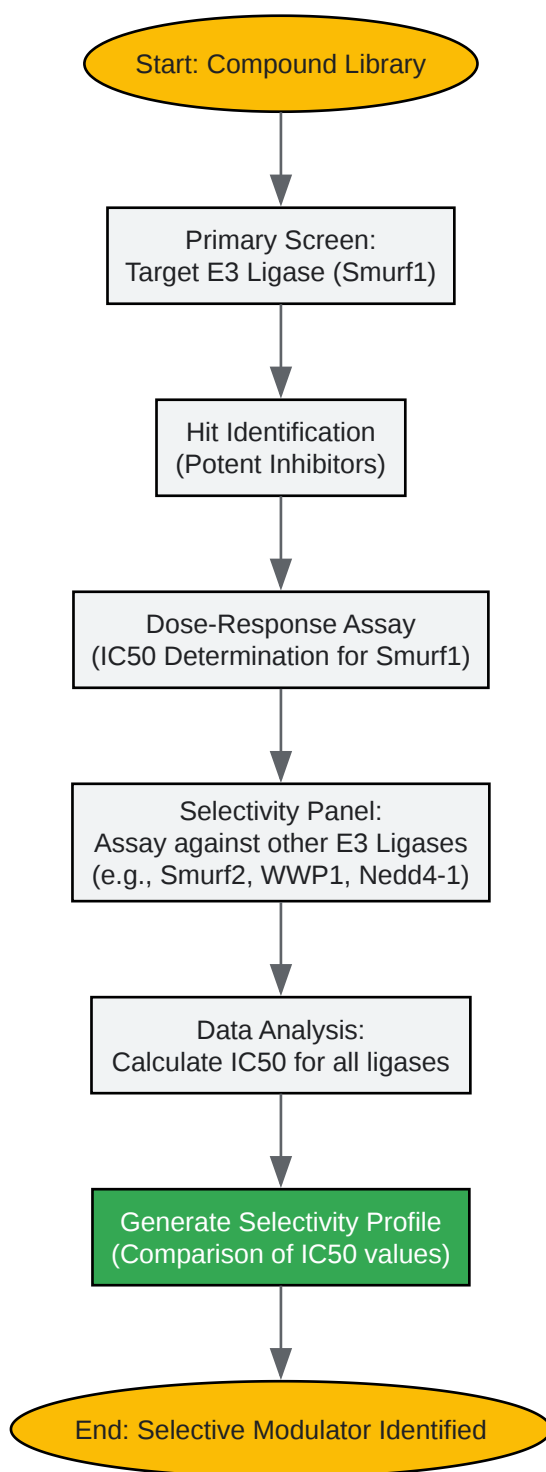 Start: Compound Library
Primary Screen:
Target E3 Ligase (Smurf1)
Hit Identification
(Potent Inhibitors)
Dose-Response Assay
(IC50 Determination for Smurf1)
Selectivity Panel:
Assay against other E3 Ligases
(e.g., Smurf2, WWP1, Nedd4-1)
Data Analysis:
Calculate IC50 for all ligases
Generate Selectivity Profile
(Comparison of IC50 values)
End: Selective Modulator Identified